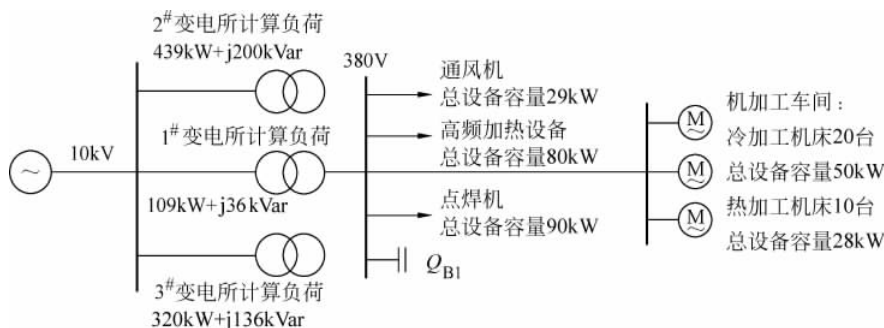 2#变电所计算负荷
439kW+j200kVar
380V
通风机
总设备容量29kW
高频加热设备
总设备容量80kW
点焊机
总设备容量90kW
Q_B1
10kV
~
1#变电所计算负荷
109kW+j36kVar
3#变电所计算负荷
320kW+j136kVar
M~
M~
M~
机加工车间：
冷加工机床20台
总设备容量50kW
热加工机床10台
总设备容量28kW